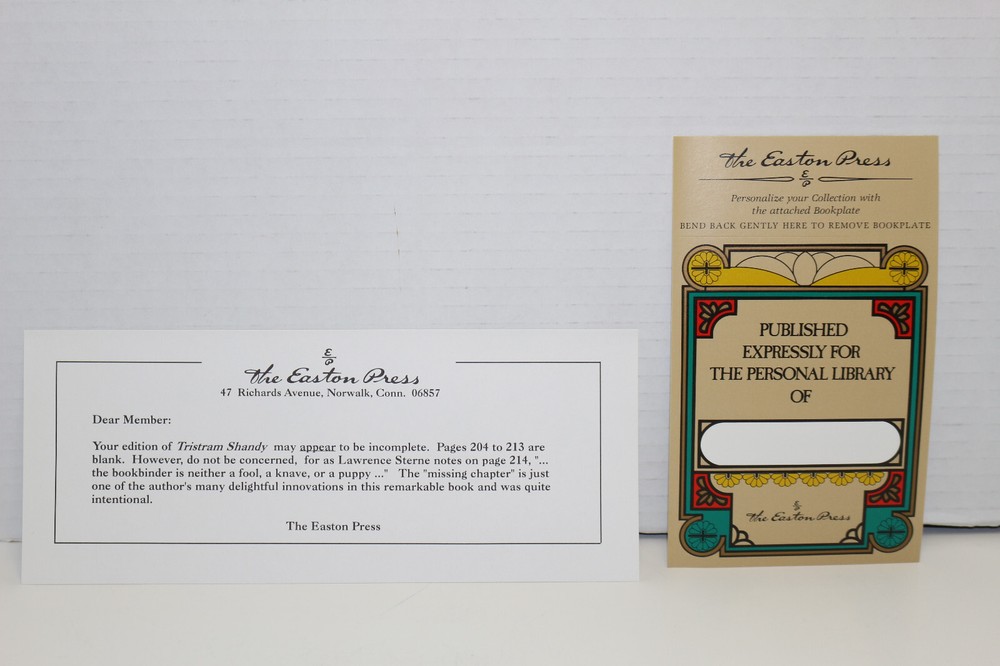 E
P
The Easton Press
47 Richards Avenue, Norwalk, Conn. 06857
Dear Member:
Your edition of Tristram Shandy may appear to be incomplete. Pages 204 to 213 are
blank. However, do not be concerned, for as Lawrence Sterne notes on page 214, "...
the bookbinder is neither a fool, a knave, or a puppy ..." The "missing chapter" is just
one of the author's many delightful innovations in this remarkable book and was quite
intentional.
The Easton Press
The Easton Press
E
P
Personalize your Collection with
the attached Bookplate
BEND BACK GENTLY HERE TO REMOVE BOOKPLATE
PUBLISHED
EXPRESSLY FOR
THE PERSONAL LIBRARY
OF
E
P
The Easton Press